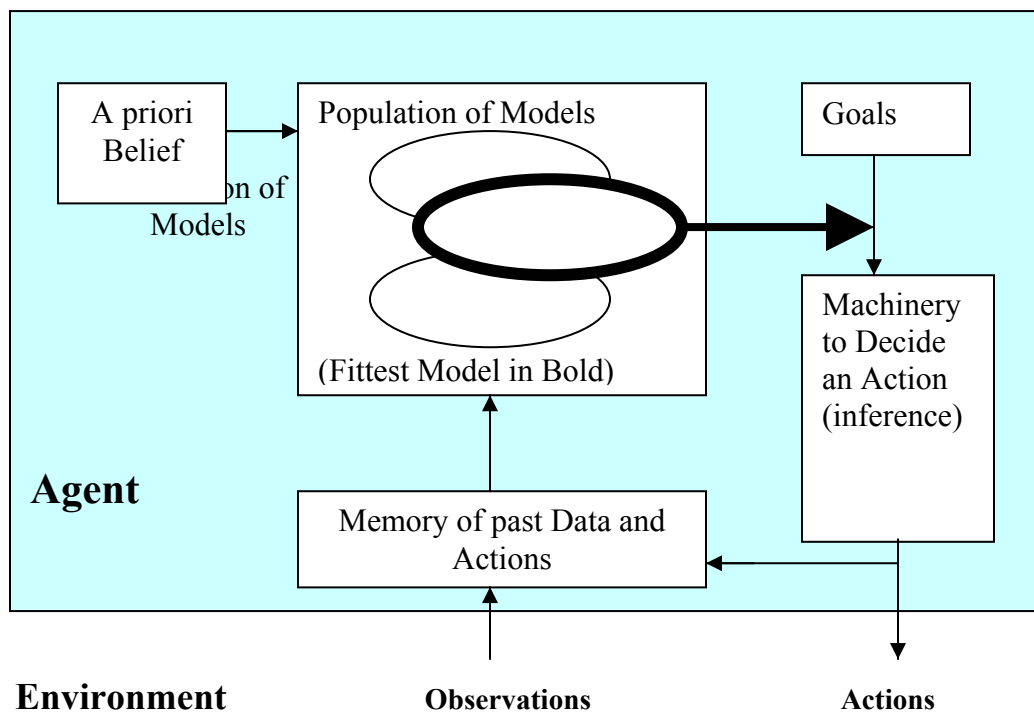 A priori
Belief
of
Models
Population of Models
(Fittest Model in Bold)
Goals
Machinery
to Decide
an Action
(inference)
Agent
Memory of past Data and
Actions
Environment
Observations
Actions